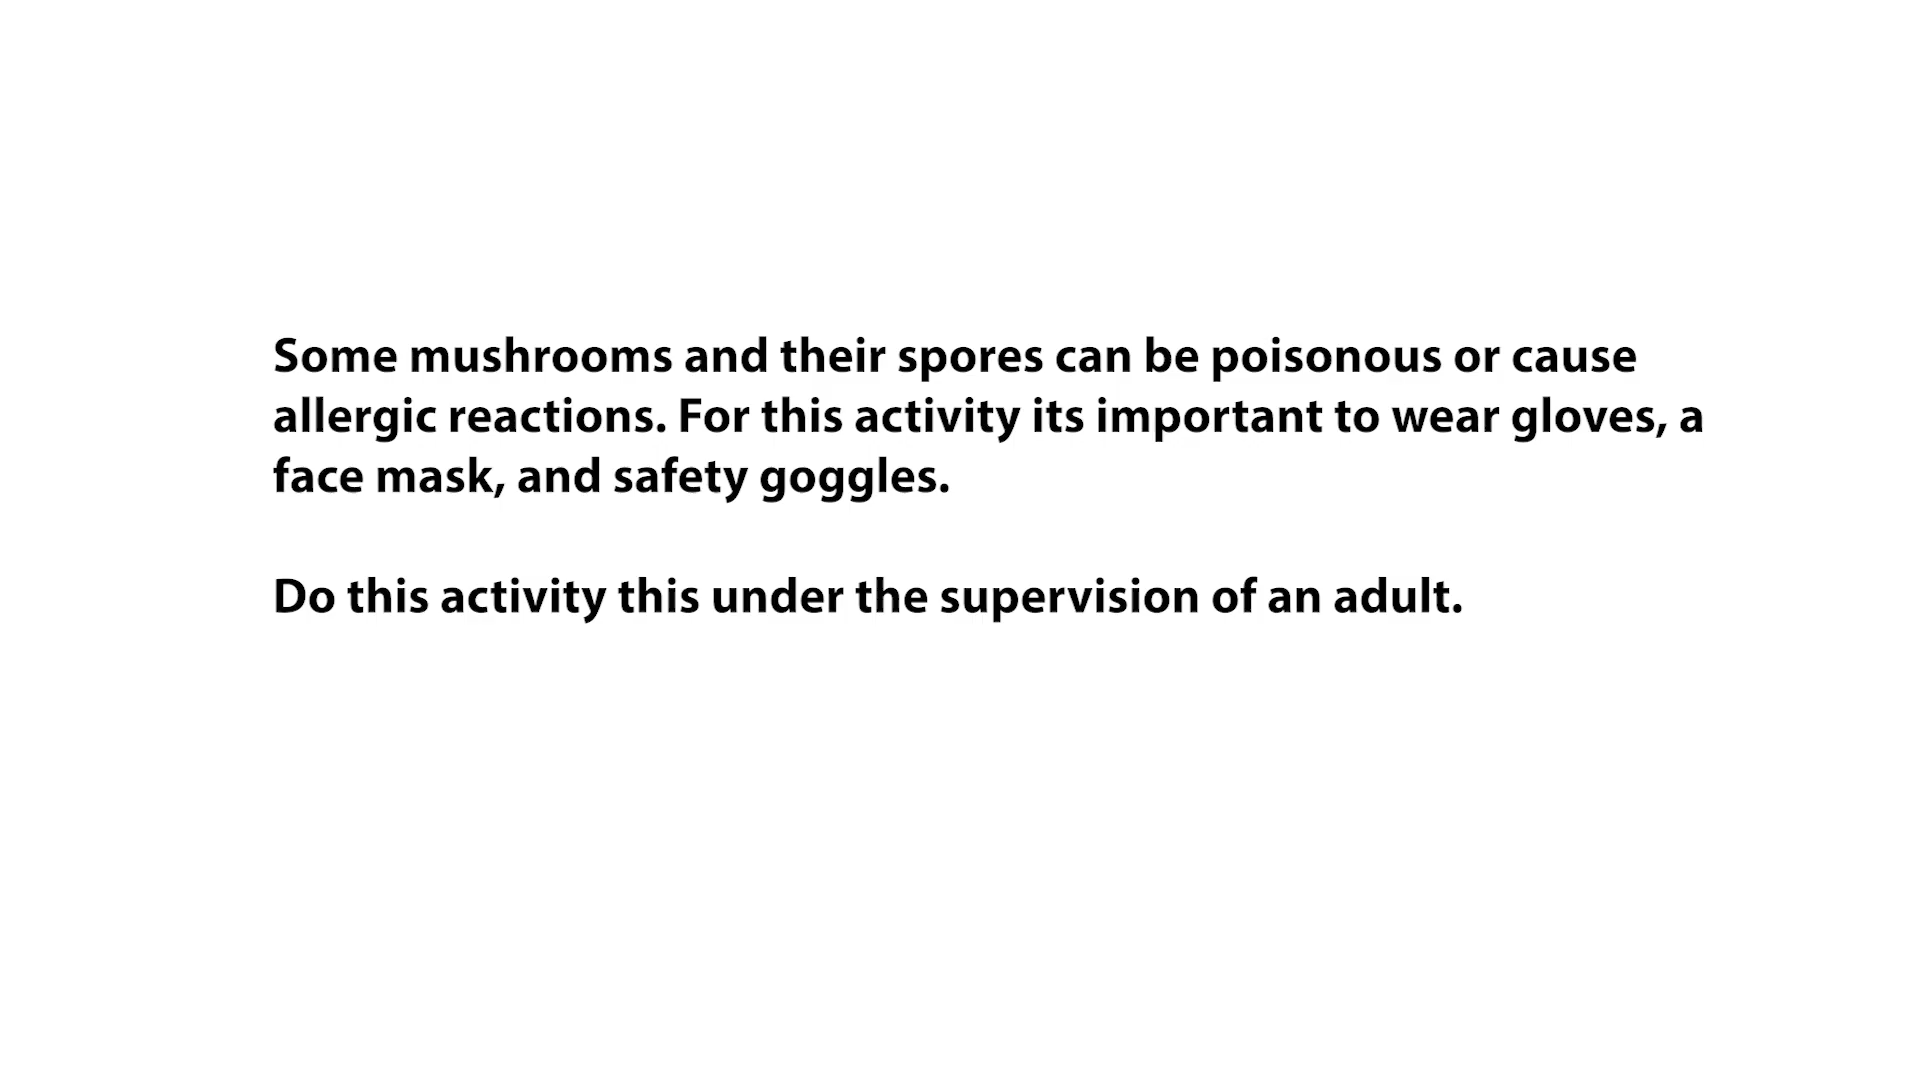 Some mushrooms and their spores can be poisonous or cause
allergic reactions. For this activity its important to wear gloves, a
face mask, and safety goggles.
Do this activity this under the supervision of an adult.